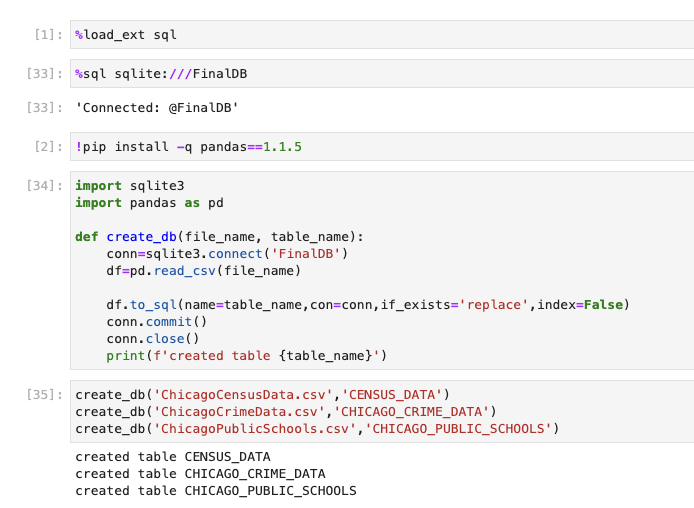 [1]: %load_ext sql
[33]: %sql sqlite:///FinalDB
[33]: 'Connected: @FinalDB'
[2]: !pip install -q pandas==1.1.5
[34]: import sqlite3
import pandas as pd
def create_db(file_name, table_name):
    conn=sqlite3.connect('FinalDB')
    df=pd.read_csv(file_name)
    df.to_sql(name=table_name,con=conn,if_exists='replace',index=False)
    conn.commit()
    conn.close()
    print(f'created table {table_name}')
[35]: create_db('ChicagoCensusData.csv','CENSUS_DATA')
create_db('ChicagoCrimeData.csv','CHICAGO_CRIME_DATA')
create_db('ChicagoPublicSchools.csv','CHICAGO_PUBLIC_SCHOOLS')
created table CENSUS_DATA
created table CHICAGO_CRIME_DATA
created table CHICAGO_PUBLIC_SCHOOLS